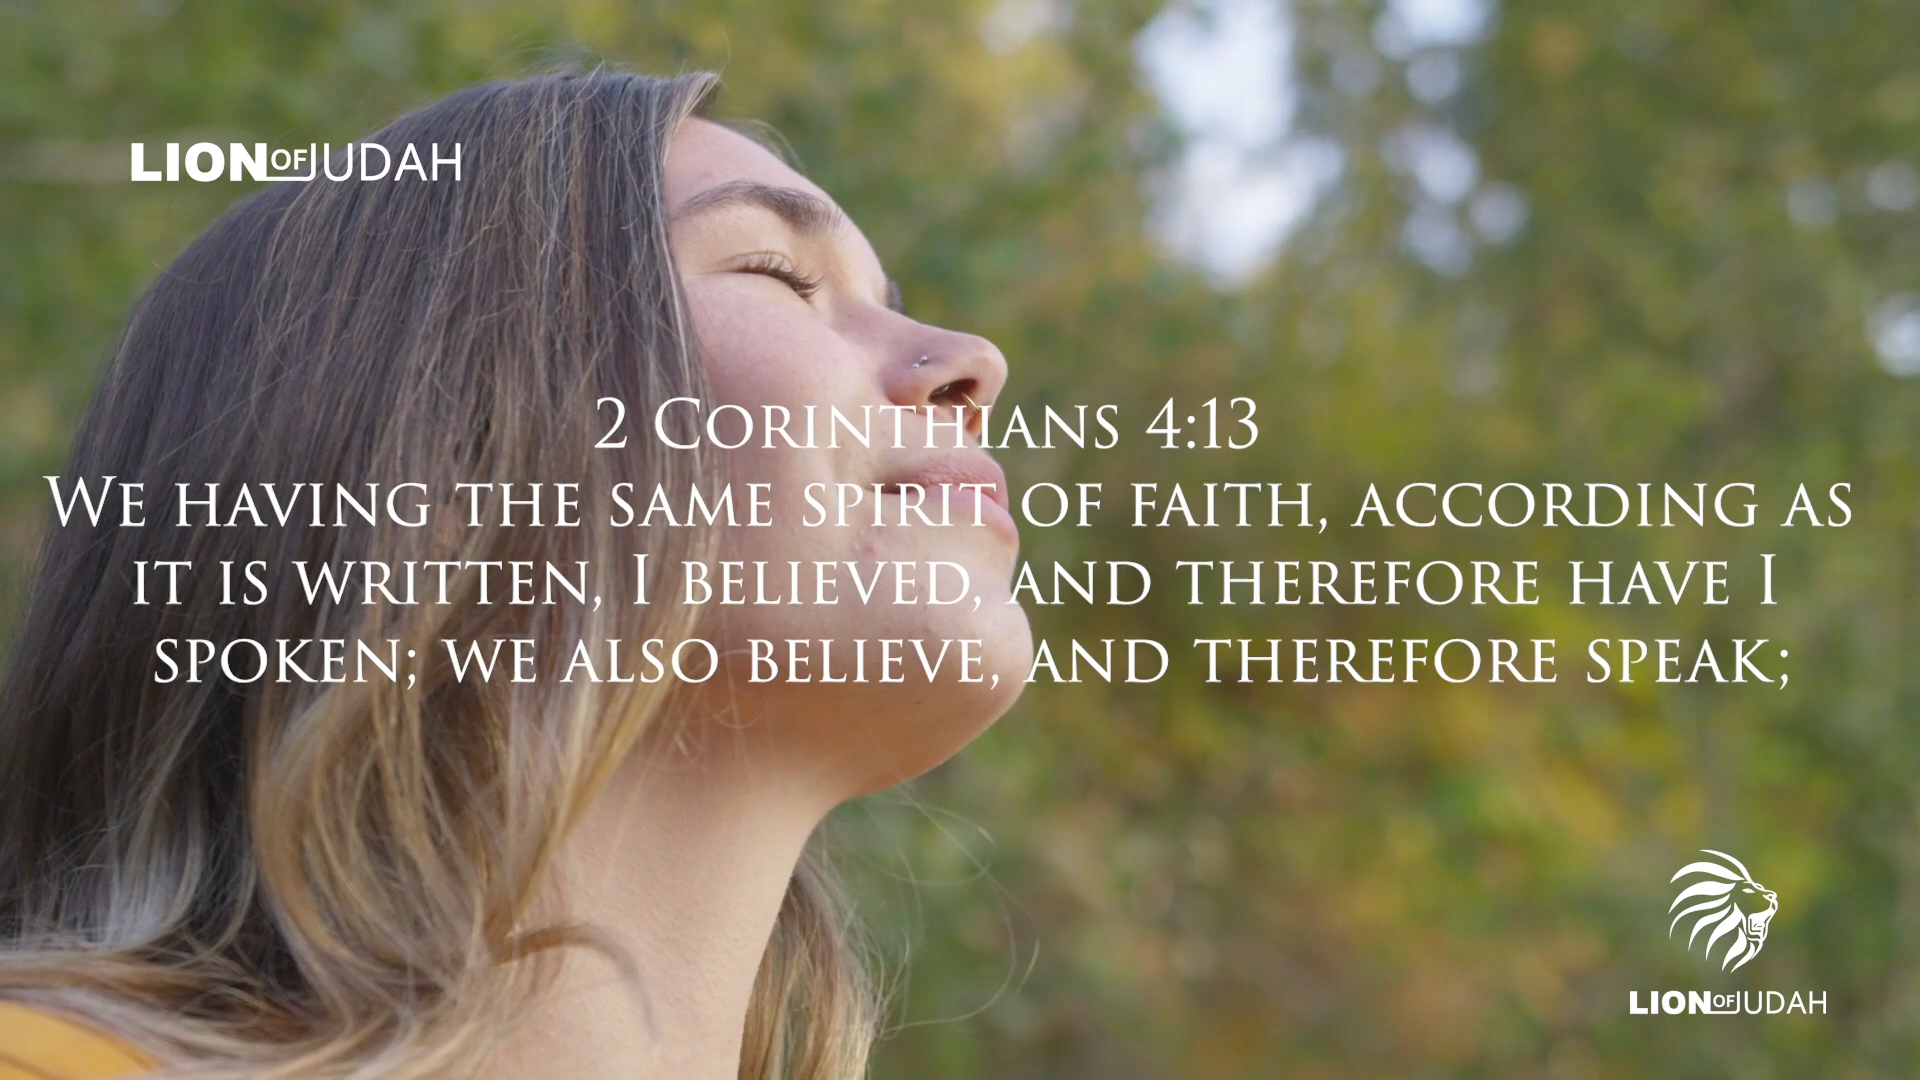 LION OF JUDAH
2 Corinthians 4:13
We having the same spirit of faith, according as
it is written, I believed, and therefore have I
spoken; we also believe, and therefore speak;
LION OF JUDAH